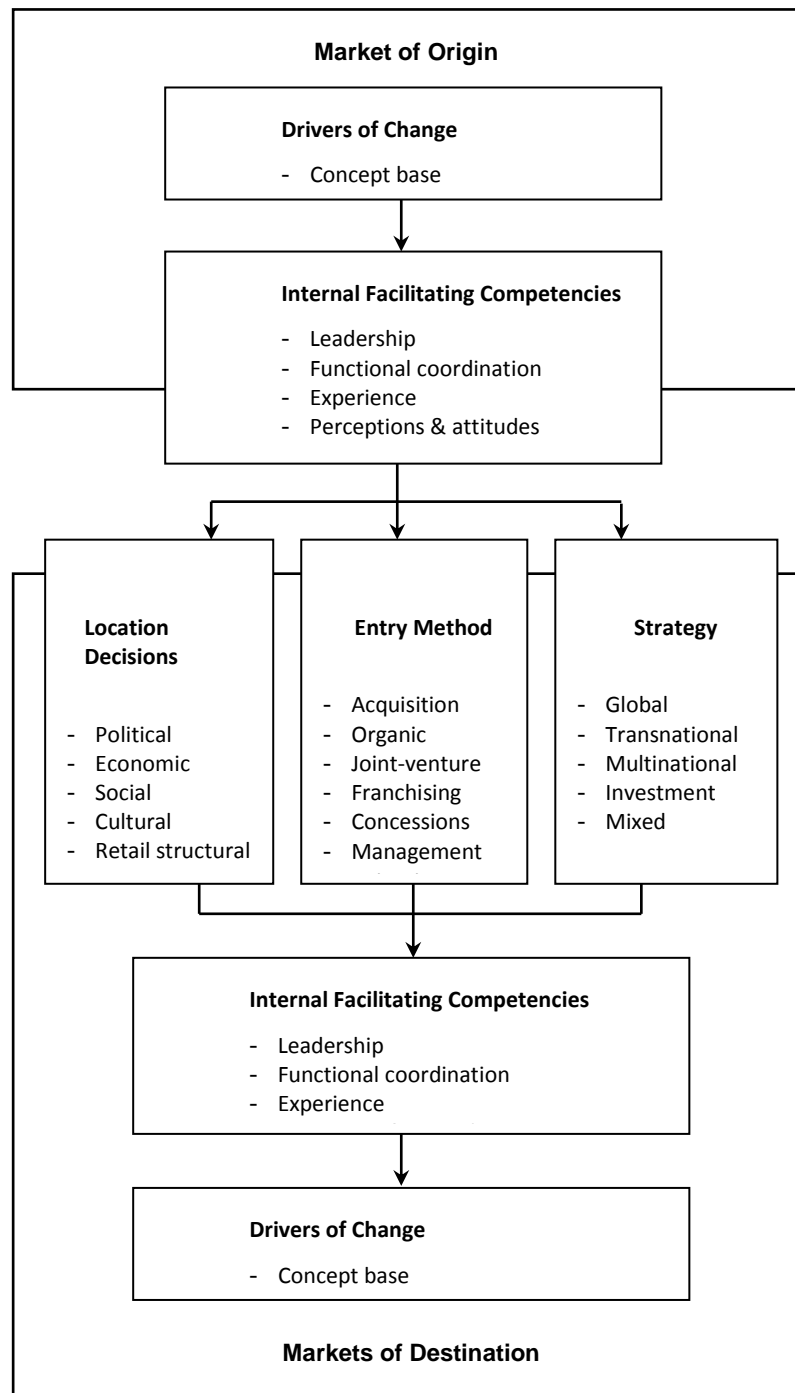 Market of Origin
Drivers of Change
- Concept base
Internal Facilitating Competencies
- Leadership
- Functional coordination
- Experience
- Perceptions & attitudes
Location
Decisions
- Political
- Economic
- Social
- Cultural
- Retail structural
Entry Method
- Acquisition
- Organic
- Joint-venture
- Franchising
- Concessions
- Management
Strategy
- Global
- Transnational
- Multinational
- Investment
- Mixed
Internal Facilitating Competencies
- Leadership
- Functional coordination
- Experience
Drivers of Change
- Concept base
Markets of Destination